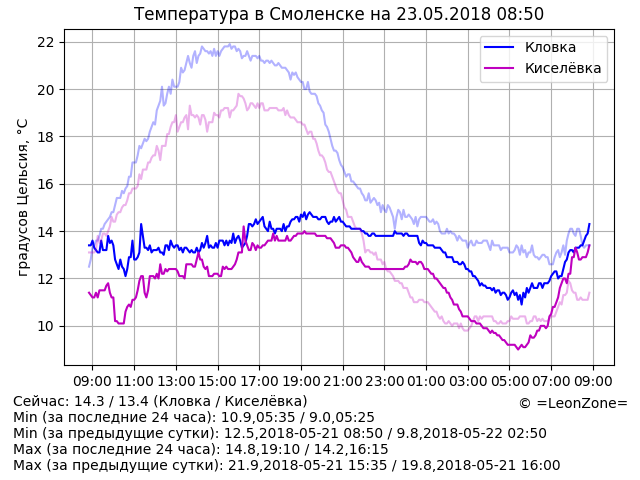 Температура в Смоленске на 23.05.2018 08:50
Кловка
Киселёвка
градусов Цельсия, °C
22
20
18
16
14
12
10
09:00 11:00 13:00 15:00 17:00 19:00 21:00 23:00 01:00 03:00 05:00 07:00 09:00
Сейчас: 14.3 / 13.4 (Кловка / Киселёвка)
© =LeonZone=
Min (за последние 24 часа): 10.9,05:35 / 9.0,05:25
Min (за предыдущие сутки): 12.5,2018-05-21 08:50 / 9.8,2018-05-22 02:50
Max (за последние 24 часа): 14.8,19:10 / 14.2,16:15
Max (за предыдущие сутки): 21.9,2018-05-21 15:35 / 19.8,2018-05-21 16:00